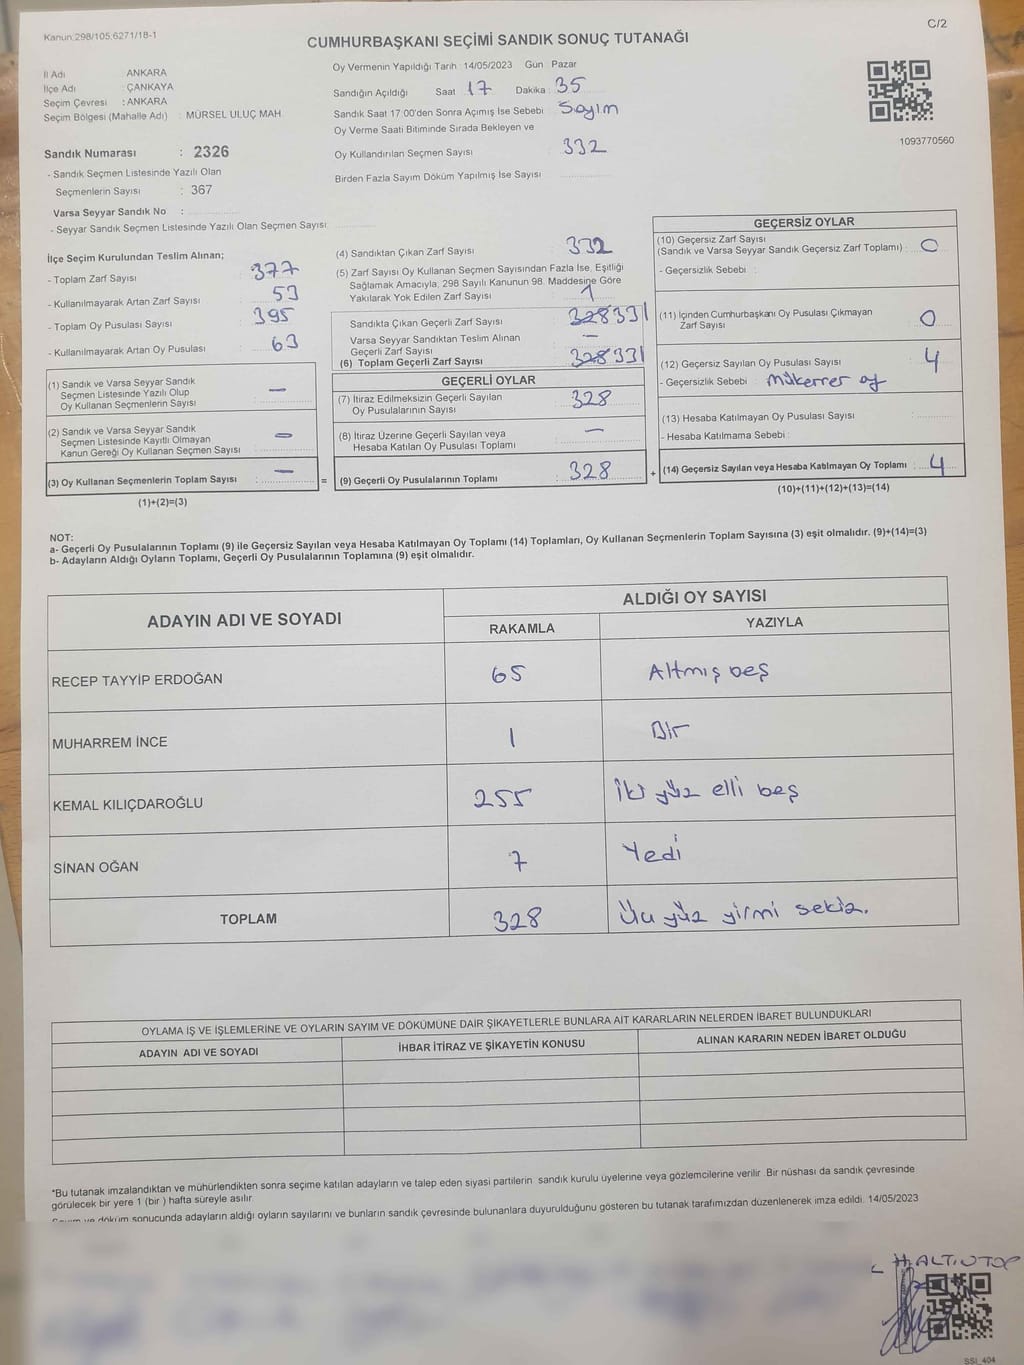 Kanun:298/105,6271/18-1
C/2
CUMHURBAŞKANI SEÇİMİ SANDIK SONUÇ TUTANAĞI
İl Adı ANKARA
İlçe Adı : ÇANKAYA
Seçim Çevresi : ANKARA
Seçim Bölgesi (Mahalle Adı) : MÜRSEL ULUÇ MAH.
Sandık Numarası : 2326
- Sandık Seçmen Listesinde Yazılı Olan
Seçmenlerin Sayısı : 367
Varsa Seyyar Sandık No :
- Seyyar Sandık Seçmen Listesinde Yazılı Olan Seçmen Sayısı:
Oy Vermenin Yapıldığı Tarih :14/05/2023 Gün : Pazar
Sandığın Açıldığı Saat 17 Dakika : 35
Sandık Saat 17:00'den Sonra Açımış İse Sebebi : Sayım
Oy Verme Saati Bitiminde Sırada Bekleyen ve
Oy Kullandırılan Seçmen Sayısı : 332
Birden Fazla Sayım Döküm Yapılmış İse Sayısı
1093770560
İlçe Seçim Kurulundan Teslim Alınan;
- Toplam Zarf Sayısı 377
- Kullanılmayarak Artan Zarf Sayısı : 53
- Toplam Oy Pusulası Sayısı 395
- Kullanılmayarak Artan Oy Pusulası : 63
(1) Sandık ve Varsa Seyyar Sandık
Seçmen Listesinde Yazılı Olup
Oy Kullanan Seçmenlerin Sayısı : –
(2) Sandık ve Varsa Seyyar Sandık
Seçmen Listesinde Kayıtlı Olmayan
Kanun Gereği Oy Kullanan Seçmen Sayısı : –
(3) Oy Kullanan Seçmenlerin Toplam Sayısı : – =
(1)+(2)=(3)
(4) Sandıktan Çıkan Zarf Sayısı : 332
(5) Zarf Sayısı Oy Kullanan Seçmen Sayısından Fazla İse, Eşitliği
Sağlamak Amacıyla, 298 Sayılı Kanunun 98. Maddesine Göre
Yakılarak Yok Edilen Zarf Sayısı : 1
Sandıkta Çıkan Geçerli Zarf Sayısı : 328 331
Varsa Seyyar Sandıktan Teslim Alınan
Geçerli Zarf Sayısı –
(6) Toplam Geçerli Zarf Sayısı : 328 331
GEÇERLİ OYLAR
(7) İtiraz Edilmeksizin Geçerli Sayılan
Oy Pusulalarının Sayısı : 328
(8) İtiraz Üzerine Geçerli Sayılan veya
Hesaba Katılan Oy Pusulası Toplamı : –
(9) Geçerli Oy Pusulalarının Toplamı : 328 +
GEÇERSİZ OYLAR
(10) Geçersiz Zarf Sayısı
(Sandık ve Varsa Seyyar Sandık Geçersiz Zarf Toplamı) : 0
- Geçersizlik Sebebi :
(11) İçinden Cumhurbaşkanı Oy Pusulası Çıkmayan
Zarf Sayısı : 0
(12) Geçersiz Sayılan Oy Pusulası Sayısı : 4
- Geçersizlik Sebebi : Mükerrer oy
(13) Hesaba Katılmayan Oy Pusulası Sayısı :
- Hesaba Katılmama Sebebi :
(14) Geçersiz Sayılan veya Hesaba Katılmayan Oy Toplamı : 4
(10)+(11)+(12)+(13)=(14)
NOT:
a- Geçerli Oy Pusulalarının Toplamı (9) ile Geçersiz Sayılan veya Hesaba Katılmayan Oy Toplamı (14) Toplamları, Oy Kullanan Seçmenlerin Toplam Sayısına (3) eşit olmalıdır. (9)+(14)=(3)
b- Adayların Aldığı Oyların Toplamı, Geçerli Oy Pusulalarının Toplamına (9) eşit olmalıdır.
ADAYIN ADI VE SOYADI
ALDIĞI OY SAYISI
RAKAMLA YAZIYLA
RECEP TAYYİP ERDOĞAN 65 Altmış beş
MUHARREM İNCE 1 Bir
KEMAL KILIÇDAROĞLU 255 İki yüz elli beş
SİNAN OĞAN 7 Yedi
TOPLAM 328 Üç yüz yirmi sekiz.
OYLAMA İŞ VE İŞLEMLERİNE VE OYLARIN SAYIM VE DÖKÜMÜNE DAİR ŞİKAYETLERLE BUNLARA AİT KARARLARIN NELERDEN İBARET BULUNDUKLARI
ADAYIN ADI VE SOYADI İHBAR İTİRAZ VE ŞİKAYETİN KONUSU ALINAN KARARIN NEDEN İBARET OLDUĞU
*Bu tutanak imzalandıktan ve mühürlendikten sonra seçime katılan adayların ve talep eden siyasi partilerin sandık kurulu üyelerine veya gözlemcilerine verilir. Bir nüshası da sandık çevresinde
görülecek bir yere 1 (bir ) hafta süreyle asılır.
Sayım ve döküm sonucunda adayların aldığı oyların sayılarını ve bunların sandık çevresinde bulunanlara duyurulduğunu gösteren bu tutanak tarafımızdan düzenlenerek imza edildi. 14/05/2023
H.ALTINTOP
SSI_404